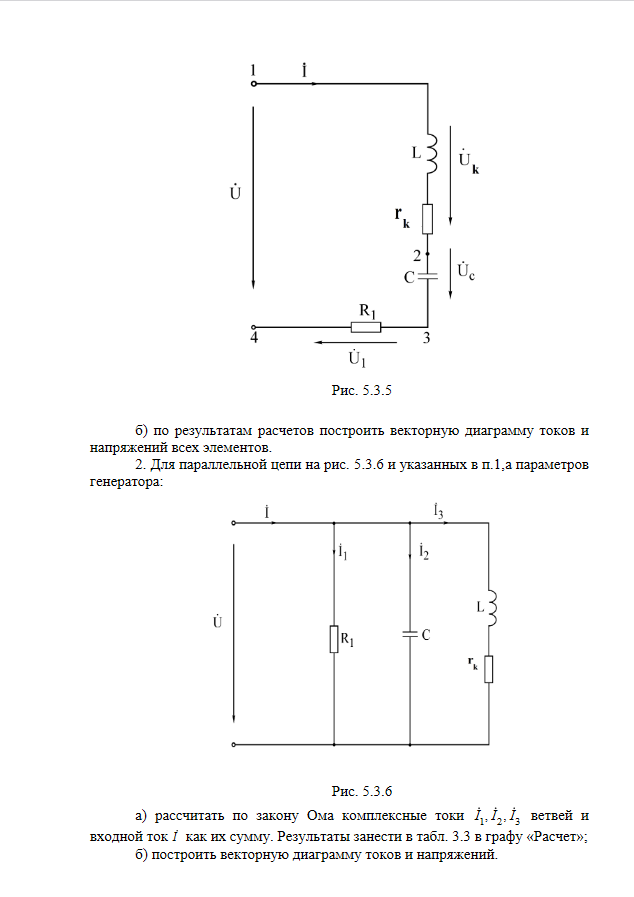 1 İ
L U̇k
U̇
rk
2
C U̇c
R1
4 3
U̇1
Рис. 5.3.5
б) по результатам расчетов построить векторную диаграмму токов и
напряжений всех элементов.
2. Для параллельной цепи на рис. 5.3.6 и указанных в п.1,а параметров
генератора:
İ İ3
İ1 İ2
L
U̇
R1 C
rk
Рис. 5.3.6
а) рассчитать по закону Ома комплексные токи İ1, İ2, İ3 ветвей и
входной ток İ как их сумму. Результаты занести в табл. 3.3 в графу «Расчет»;
б) построить векторную диаграмму токов и напряжений.